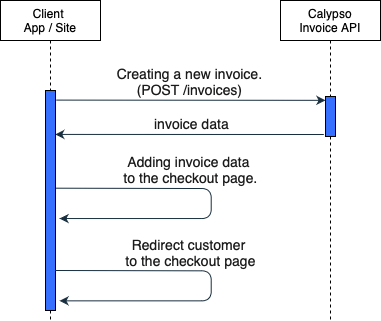 Client
App / Site
Calypso
Invoice API
Creating a new invoice.
(POST /invoices)
invoice data
Adding invoice data
to the checkout page.
Redirect customer
to the checkout page